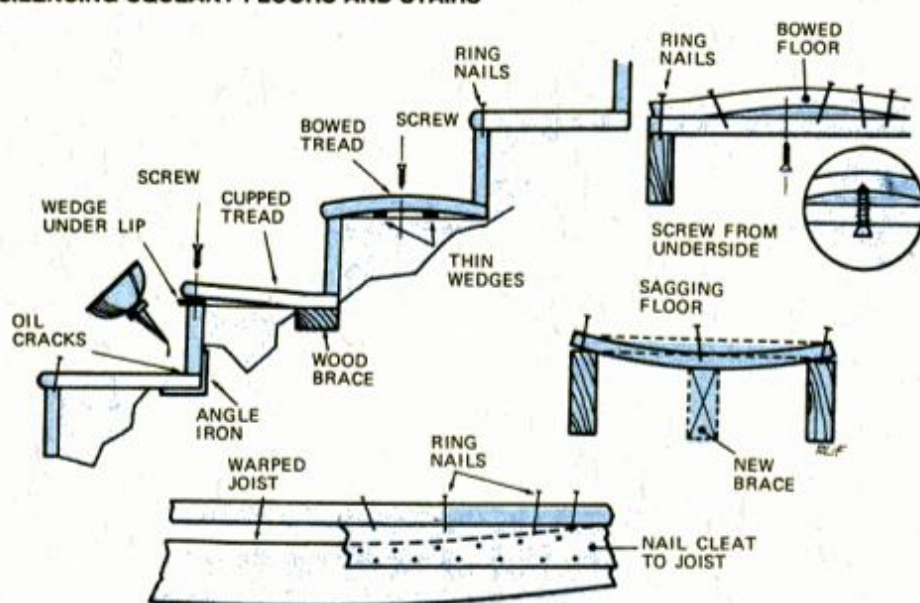 SILENCING SQUEAKY FLOORS AND STAIRS
RING
NAILS
BOWED
TREAD
SCREW
SCREW
CUPPED
TREAD
WEDGE
UNDER LIP
THIN
WEDGES
OIL
CRACKS
WOOD
BRACE
ANGLE
IRON
RING
NAILS
BOWED
FLOOR
SCREW FROM
UNDERSIDE
SAGGING
FLOOR
NEW
BRACE
WARPED
JOIST
RING
NAILS
NAIL CLEAT
TO JOIST